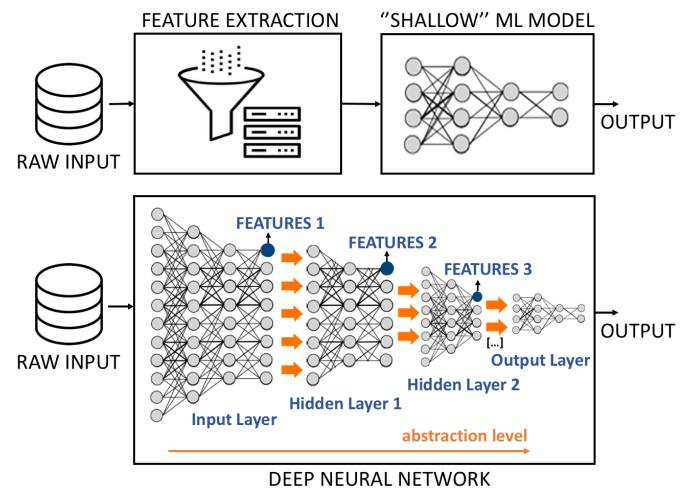 FEATURE EXTRACTION
‘’SHALLOW’’ ML MODEL
RAW INPUT
OUTPUT
FEATURES 1
FEATURES 2
FEATURES 3
RAW INPUT
OUTPUT
[...]
Output Layer
Hidden Layer 2
Hidden Layer 1
Input Layer
abstraction level
DEEP NEURAL NETWORK